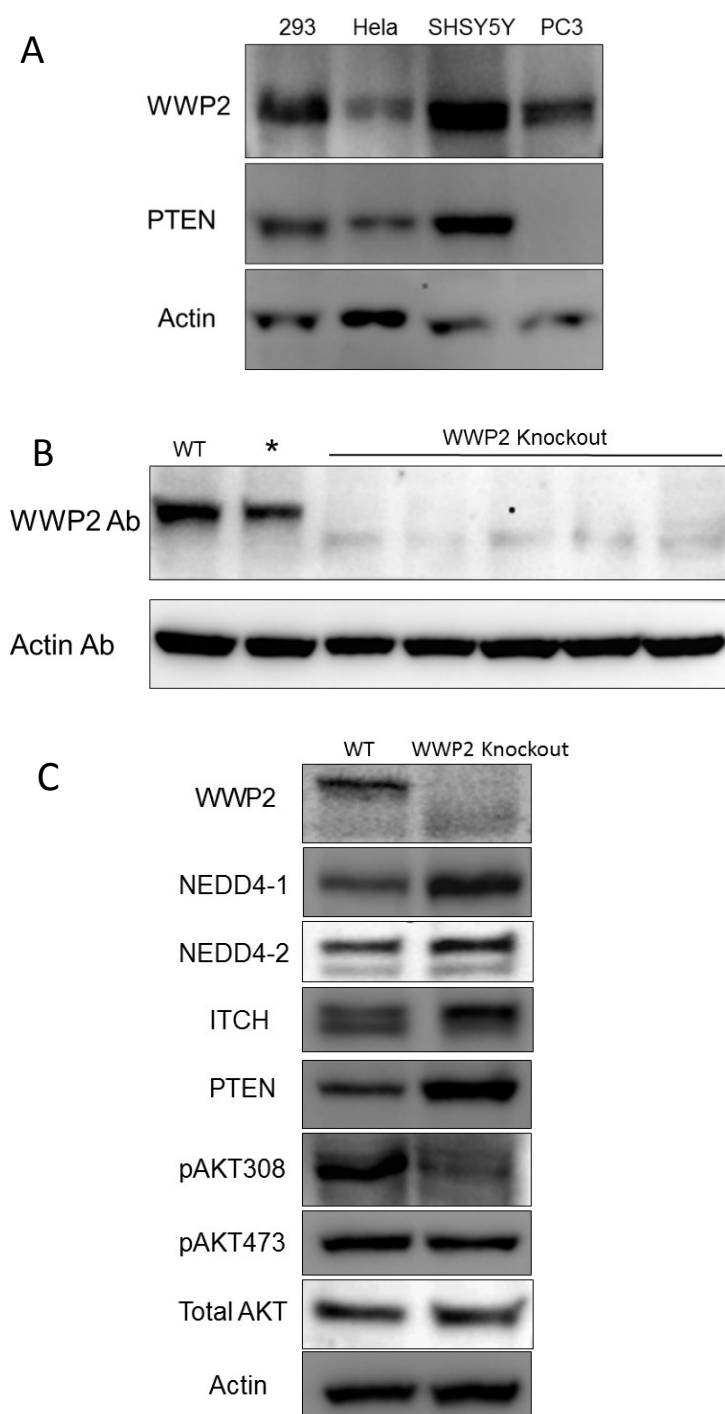 A
293 Hela SHSY5Y PC3
WWP2
PTEN
Actin
B
WT * WWP2 Knockout
WWP2 Ab
Actin Ab
C
WT WWP2 Knockout
WWP2
NEDD4-1
NEDD4-2
ITCH
PTEN
pAKT308
pAKT473
Total AKT
Actin